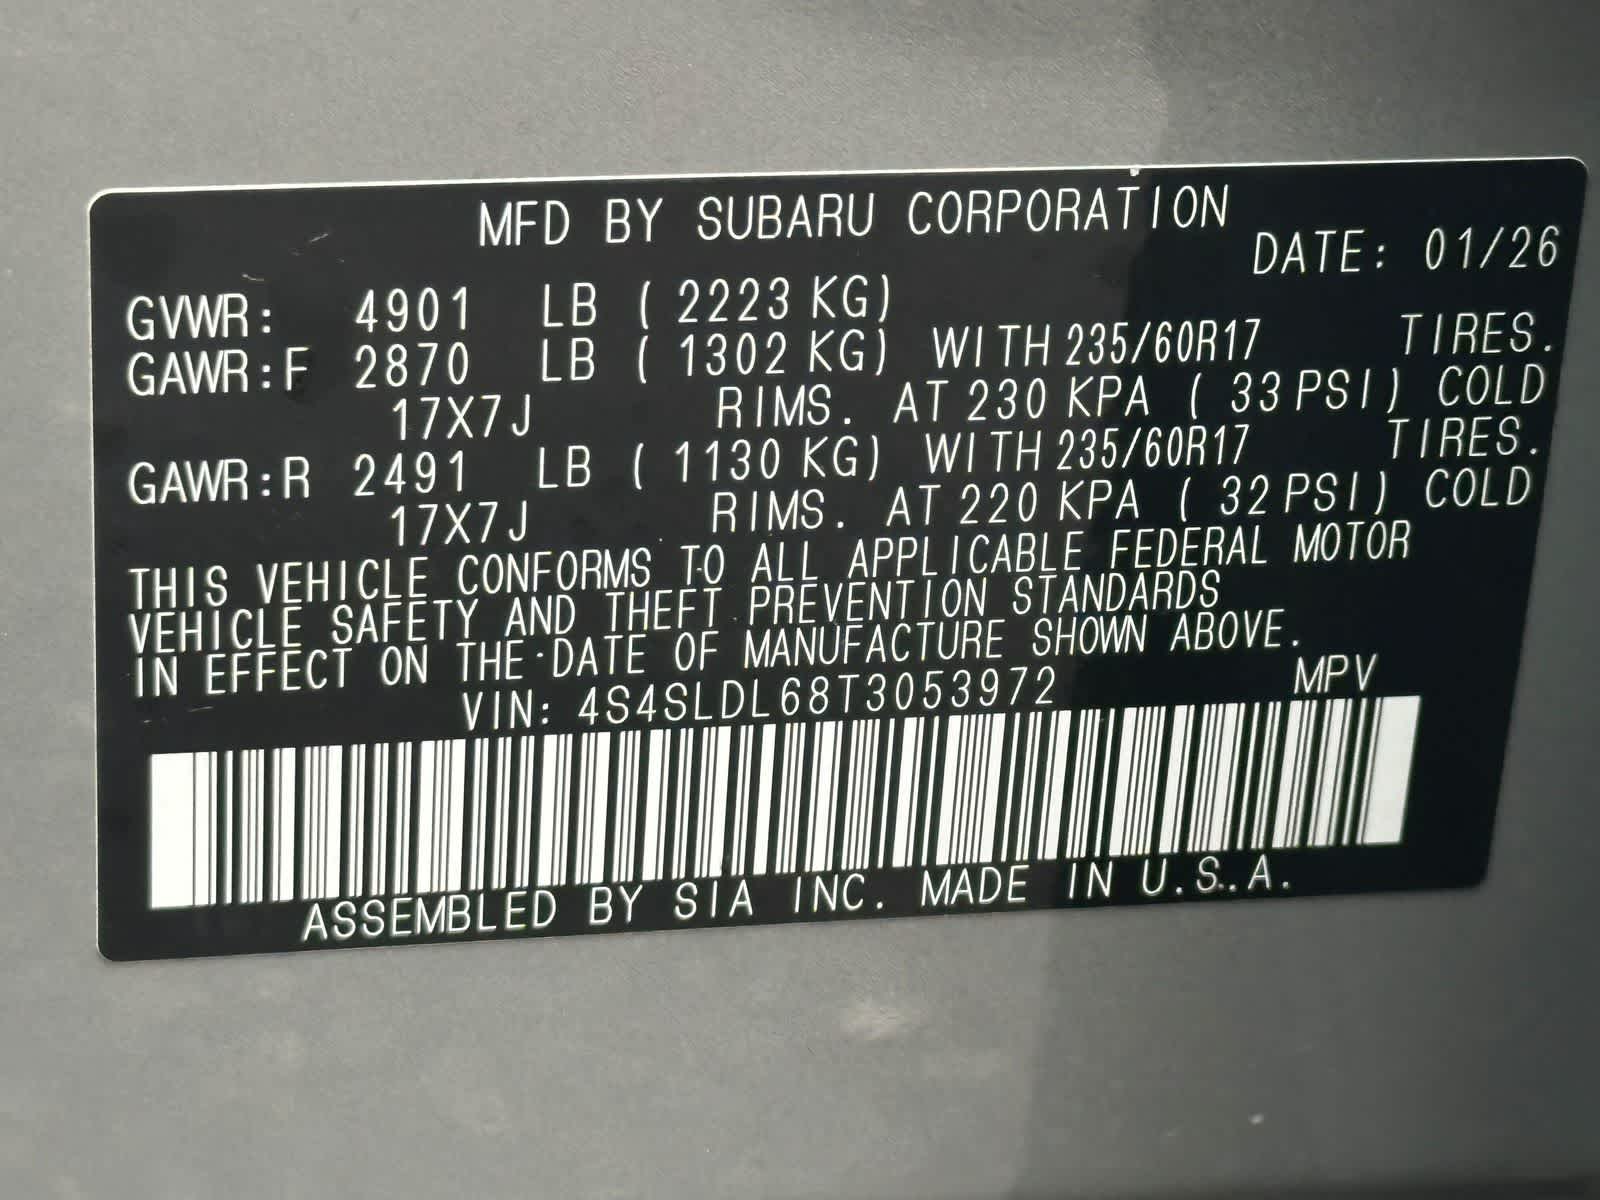 MFD BY SUBARU CORPORATION
DATE: 01/26
GVWR: 4901 LB ( 2223 KG)
GAWR:F 2870 LB ( 1302 KG) WITH 235/60R17 TIRES.
17X7J RIMS. AT 230 KPA ( 33 PSI) COLD
GAWR:R 2491 LB ( 1130 KG) WITH 235/60R17 TIRES.
17X7J RIMS. AT 220 KPA ( 32 PSI) COLD
THIS VEHICLE CONFORMS TO ALL APPLICABLE FEDERAL MOTOR
VEHICLE SAFETY AND THEFT PREVENTION STANDARDS
IN EFFECT ON THE DATE OF MANUFACTURE SHOWN ABOVE.
VIN: 4S4SLDL68T3053972 MPV
ASSEMBLED BY SIA INC. MADE IN U.S.A.